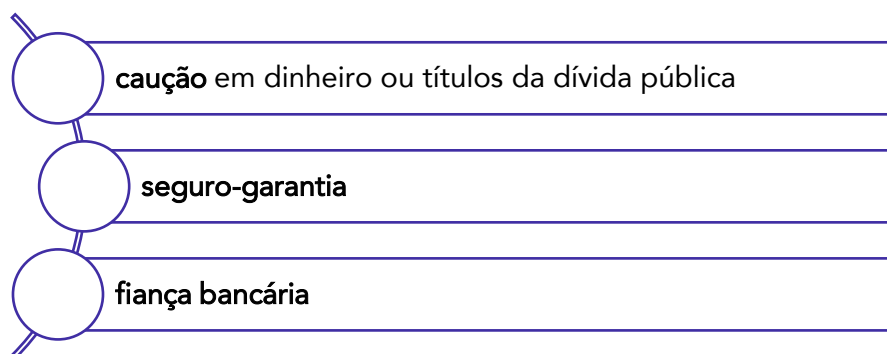 caução em dinheiro ou títulos da dívida pública
seguro-garantia
fiança bancária